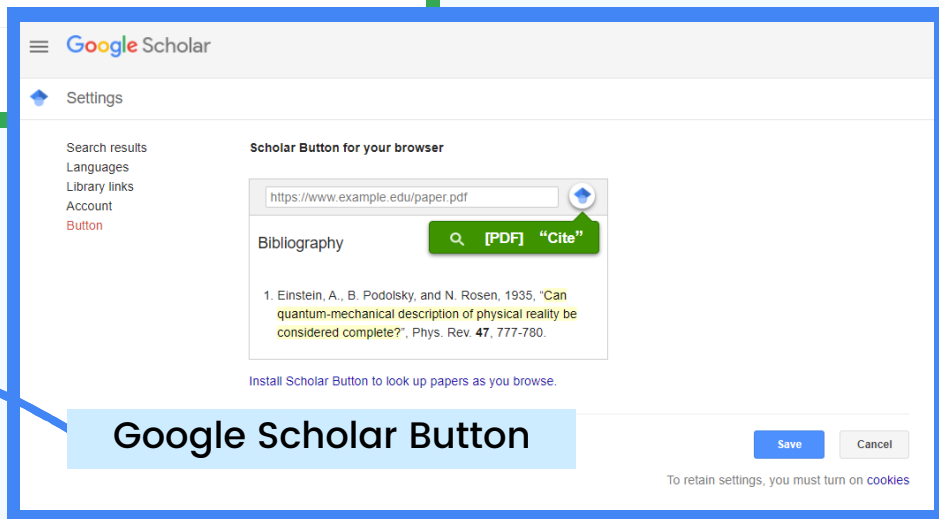 Google Scholar
Settings
Search results
Languages
Library links
Account
Button
Scholar Button for your browser
https://www.example.edu/paper.pdf
[PDF] “Cite”
Bibliography
1. Einstein, A., B. Podolsky, and N. Rosen, 1935, “Can
quantum-mechanical description of physical reality be
considered complete?”, Phys. Rev. 47, 777-780.
Install Scholar Button to look up papers as you browse.
Google Scholar Button
Save
Cancel
To retain settings, you must turn on cookies